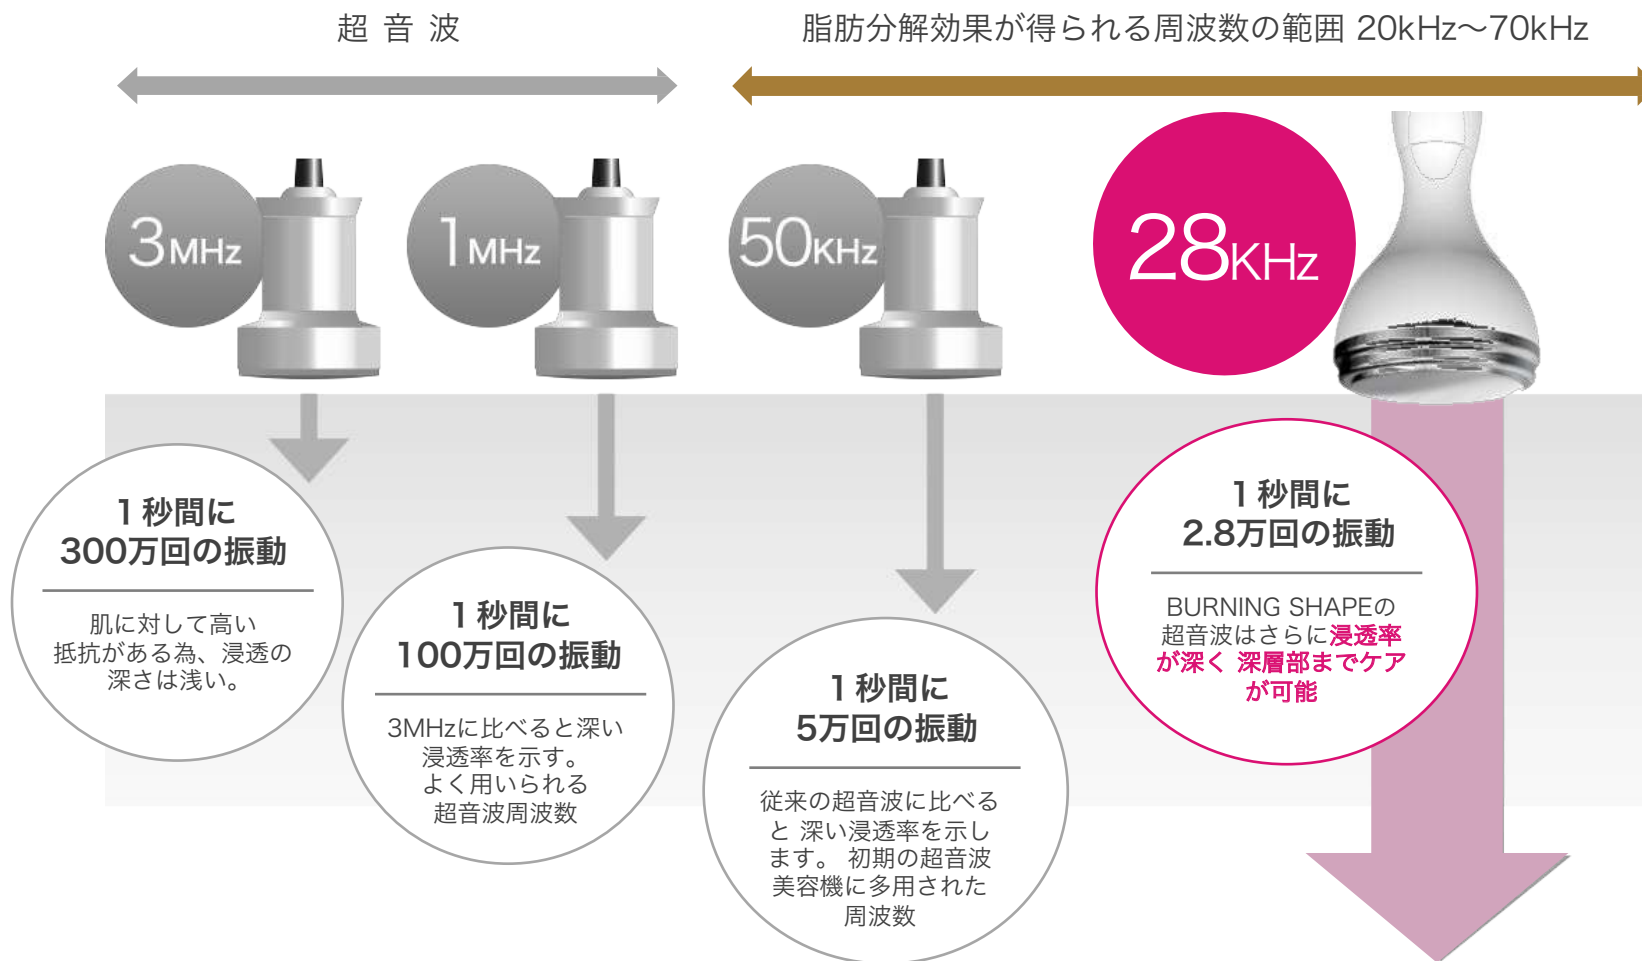 超音波
脂肪分解効果が得られる周波数の範囲 20kHz〜70kHz
3MHz
1MHz
50KHz
28KHz
1秒間に
300万回の振動
肌に対して高い
抵抗がある為、浸透の
深さは浅い。
1秒間に
100万回の振動
3MHzに比べると深い
浸透率を示す。
よく用いられる
超音波周波数
1秒間に
5万回の振動
従来の超音波に比べる
と 深い浸透率を示し
ます。 初期の超音波
美容機に多用された
周波数
1秒間に
2.8万回の振動
BURNING SHAPEの
超音波はさらに浸透率
が深く 深層部までケア
が可能